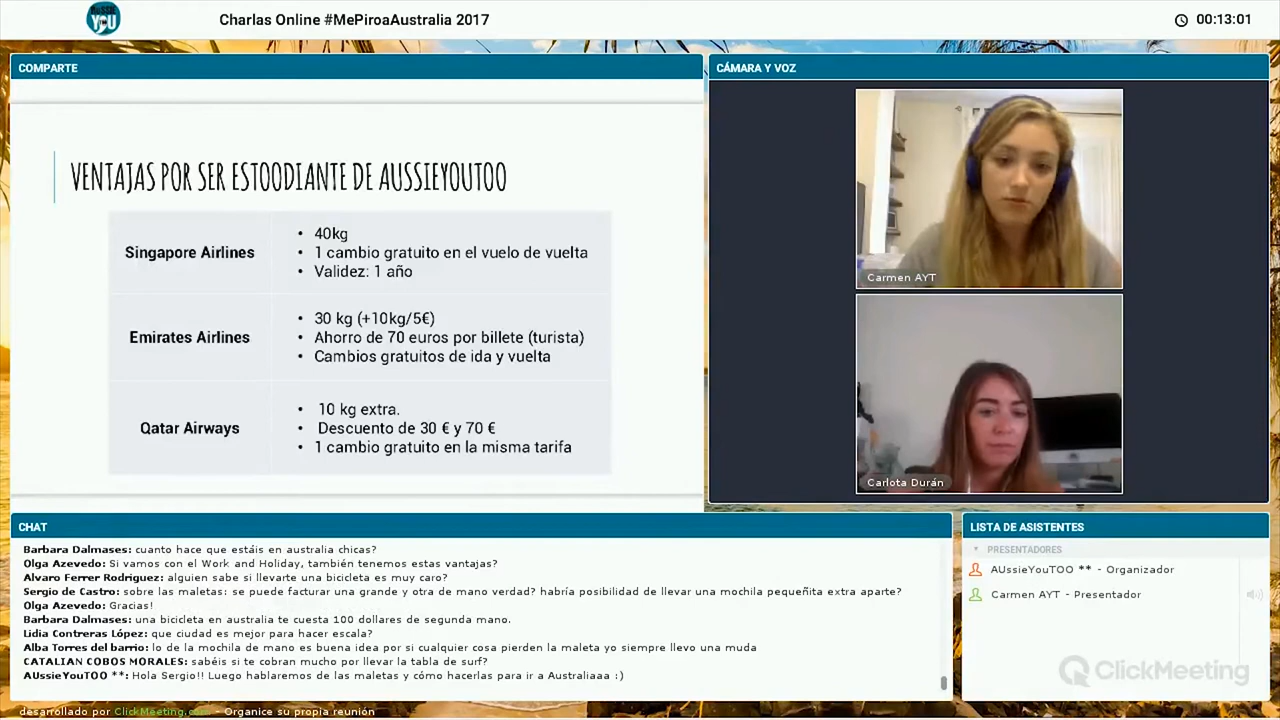 AUSSIE
YOU
TOO
Charlas Online #MePiroaAustralia 2017
00:13:01
COMPARTE
VENTAJAS POR SER ESTOODIANTE DE AUSSIEYOUTOO
Singapore Airlines
• 40kg
• 1 cambio gratuito en el vuelo de vuelta
• Validez: 1 año
Emirates Airlines
• 30 kg (+10kg/5€)
• Ahorro de 70 euros por billete (turista)
• Cambios gratuitos de ida y vuelta
Qatar Airways
• 10 kg extra.
• Descuento de 30 € y 70 €
• 1 cambio gratuito en la misma tarifa
CÁMARA Y VOZ
Carmen AYT
Carlota Durán
CHAT
Barbara Dalmases: cuanto hace que estáis en australia chicas?
Olga Azevedo: Si vamos con el Work and Holiday, también tenemos estas vantajas?
Alvaro Ferrer Rodriguez: alguien sabe si llevarte una bicicleta es muy caro?
Sergio de Castro: sobre las maletas: se puede facturar una grande y otra de mano verdad? habría posibilidad de llevar una mochila pequeñita extra aparte?
Olga Azevedo: Gracias!
Barbara Dalmases: una bicicleta en australia te cuesta 100 dollares de segunda mano.
Lidia Contreras López: que ciudad es mejor para hacer escala?
Alba Torres del barrio: lo de la mochila de mano es buena idea por si cualquier cosa pierden la maleta yo siempre llevo una muda
CATALIAN COBOS MORALES: sabéis si te cobran mucho por llevar la tabla de surf?
AUssieYouTOO **: Hola Sergio!! Luego hablaremos de las maletas y cómo hacerlas para ir a Australiaaa :)
LISTA DE ASISTENTES
PRESENTADORES
AUssieYouTOO ** - Organizador
Carmen AYT - Presentador
ClickMeeting
desarrollado por ClickMeeting.com - Organice su propia reunión